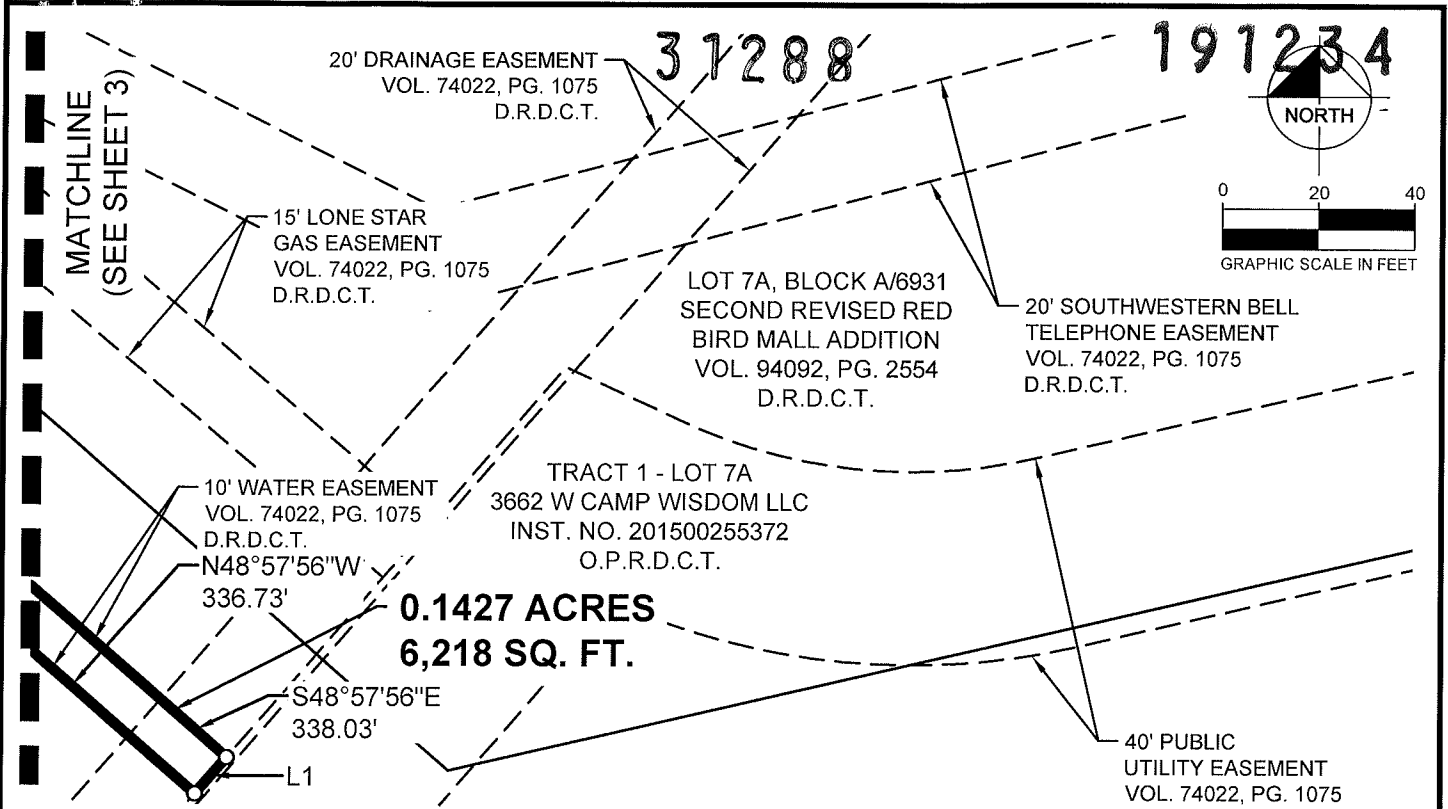 31288
191234
20' DRAINAGE EASEMENT
VOL. 74022, PG. 1075
D.R.D.C.T.
NORTH
MATCHLINE
(SEE SHEET 3)
0 20 40
GRAPHIC SCALE IN FEET
15' LONE STAR
GAS EASEMENT
VOL. 74022, PG. 1075
D.R.D.C.T.
LOT 7A, BLOCK A/6931
SECOND REVISED RED
BIRD MALL ADDITION
VOL. 94092, PG. 2554
D.R.D.C.T.
20' SOUTHWESTERN BELL
TELEPHONE EASEMENT
VOL. 74022, PG. 1075
D.R.D.C.T.
10' WATER EASEMENT
VOL. 74022, PG. 1075
D.R.D.C.T.
TRACT 1 - LOT 7A
3662 W CAMP WISDOM LLC
INST. NO. 201500255372
O.P.R.D.C.T.
N48°57'56"W
336.73'
0.1427 ACRES
6,218 SQ. FT.
S48°57'56"E
338.03'
L1
40' PUBLIC
UTILITY EASEMENT
VOL. 74022, PG. 1075